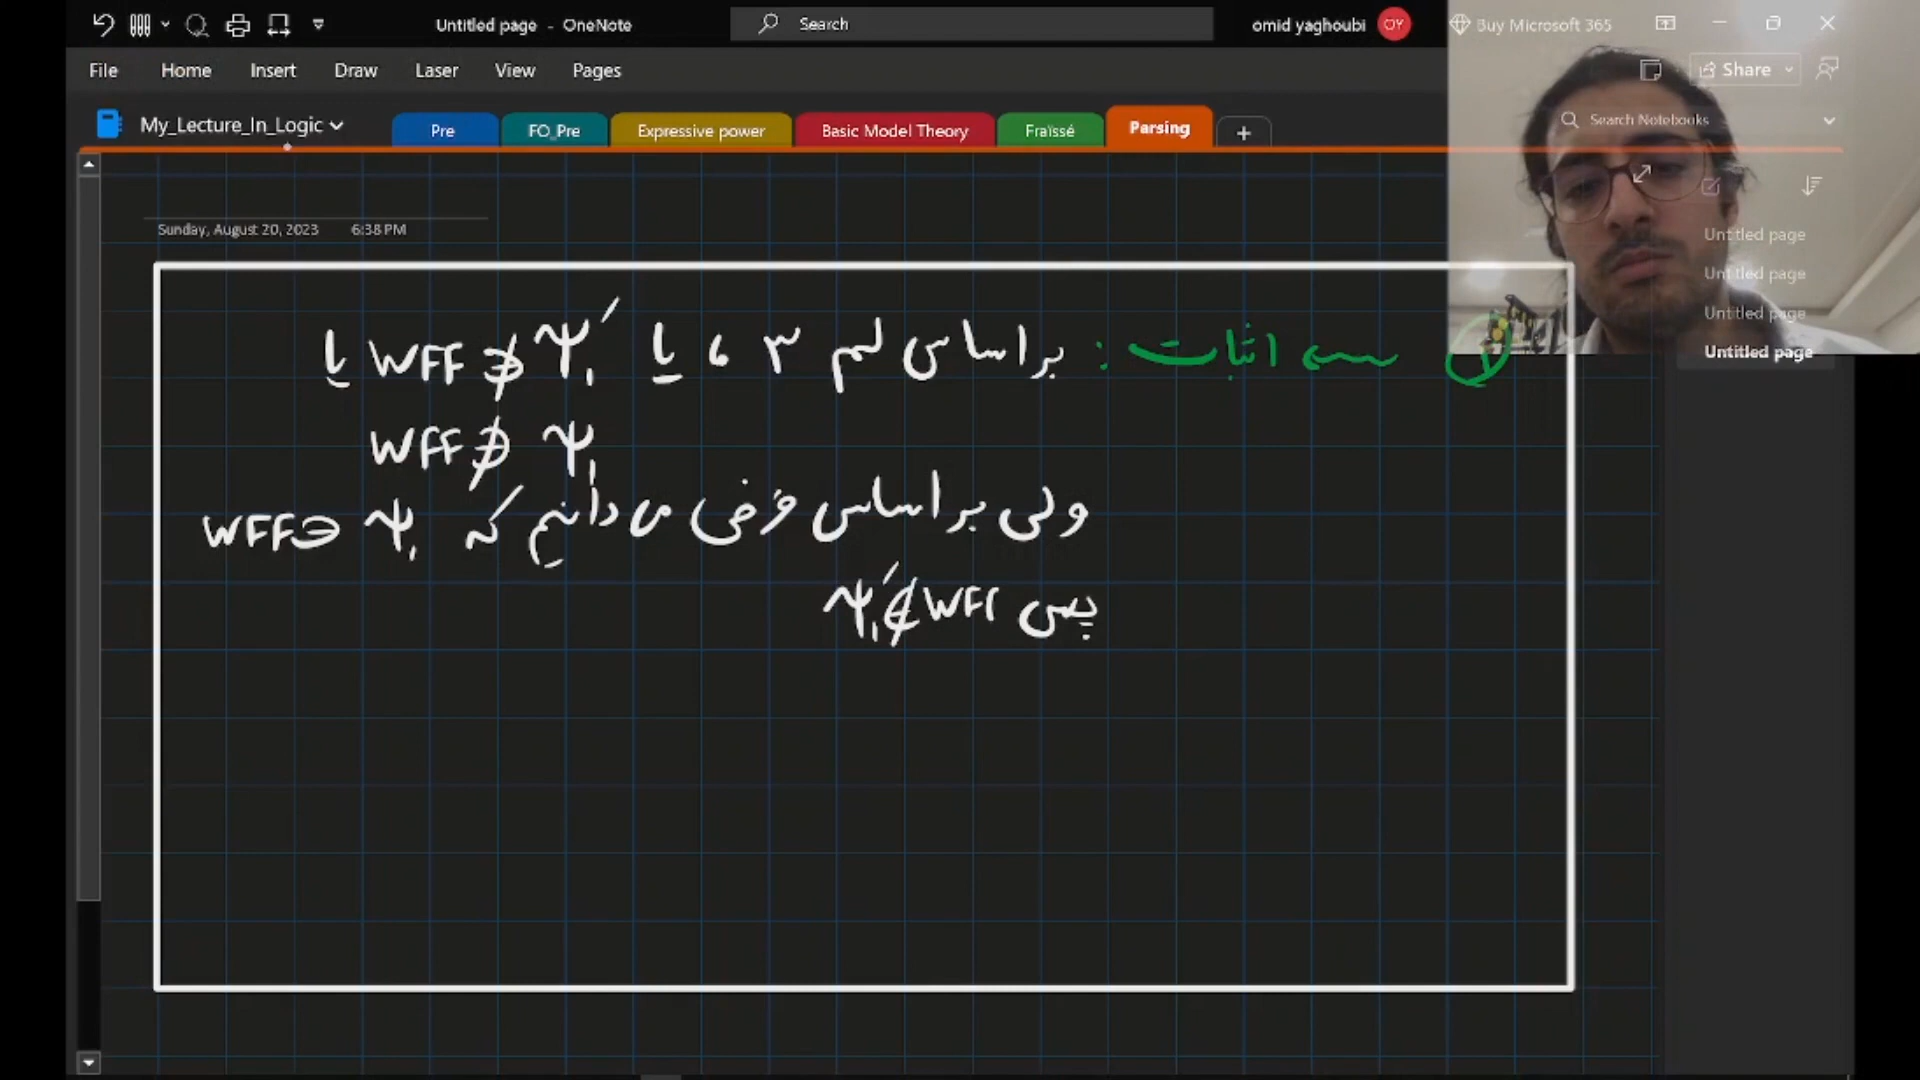 Untitled page - OneNote
Search
omid yaghoubi
OY
Buy Microsoft 365
File Home Insert Draw Laser View Pages
Share
My_Lecture_In_Logic
Pre FO_Pre Expressive power Basic Model Theory Fraïssé Parsing +
Search Notebooks
Sunday, August 20, 2023 6:38 PM
Untitled page
Untitled page
Untitled page
Untitled page
اثبات : براساس لم ۳ ، یا Ψ₁′ ∌ WFF یا
Ψ₁ ∌ WFF
ولی براساس فرض می دانیم که Ψ₁ ∋ WFF
پس Ψ₁′ ∉ WFF